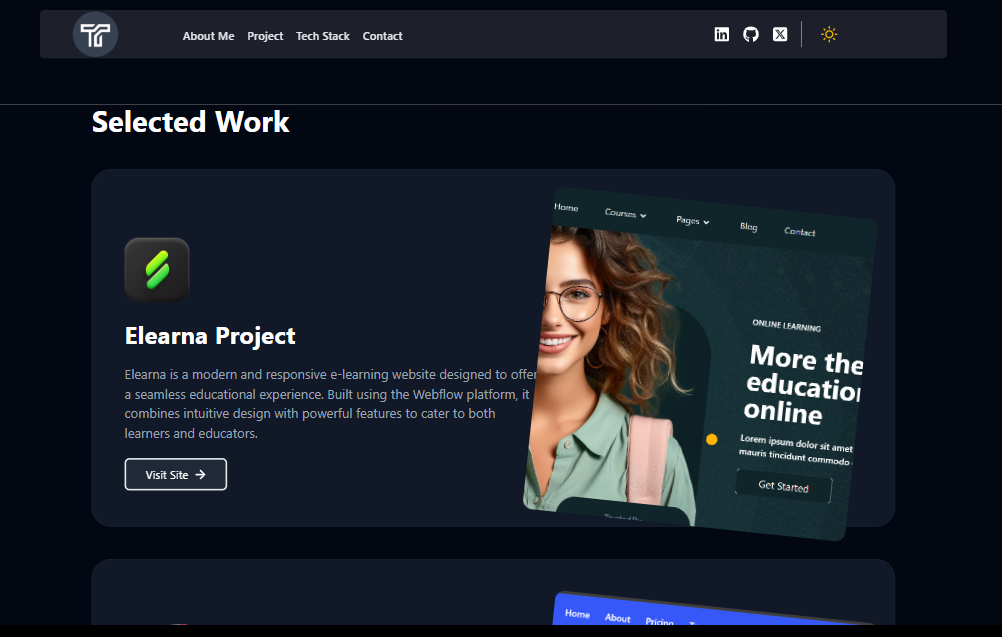 About Me Project Tech Stack Contact
Selected Work
Elearna Project
Elearna is a modern and responsive e-learning website designed to offer
a seamless educational experience. Built using the Webflow platform, it
combines intuitive design with powerful features to cater to both
learners and educators.
Visit Site
Home Courses Pages Blog Contact
ONLINE LEARNING
More the
education
online
Lorem ipsum dolor sit amet
mauris tincidunt commodo
Get Started
Home About Pricing